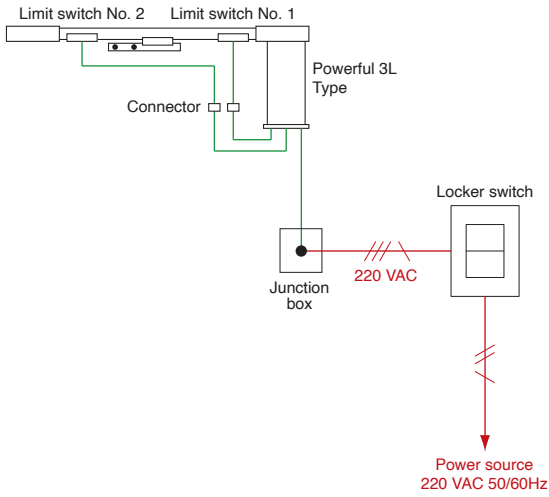 Limit switch No. 2
Limit switch No. 1
Powerful 3L
Type
Connector
Locker switch
220 VAC
Junction
box
Power source
220 VAC 50/60Hz